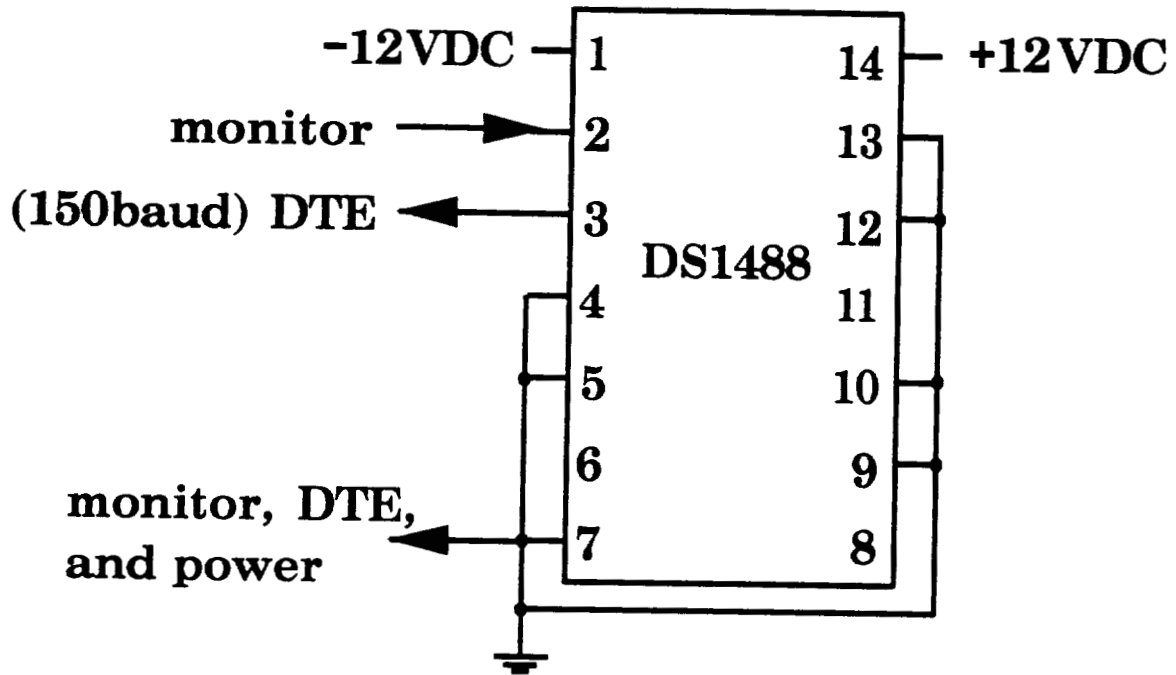 -12VDC 1 14 +12VDC
monitor 2 13
(150baud) DTE 3 12
DS1488
4 11
5 10
6 9
monitor, DTE,
and power
7 8